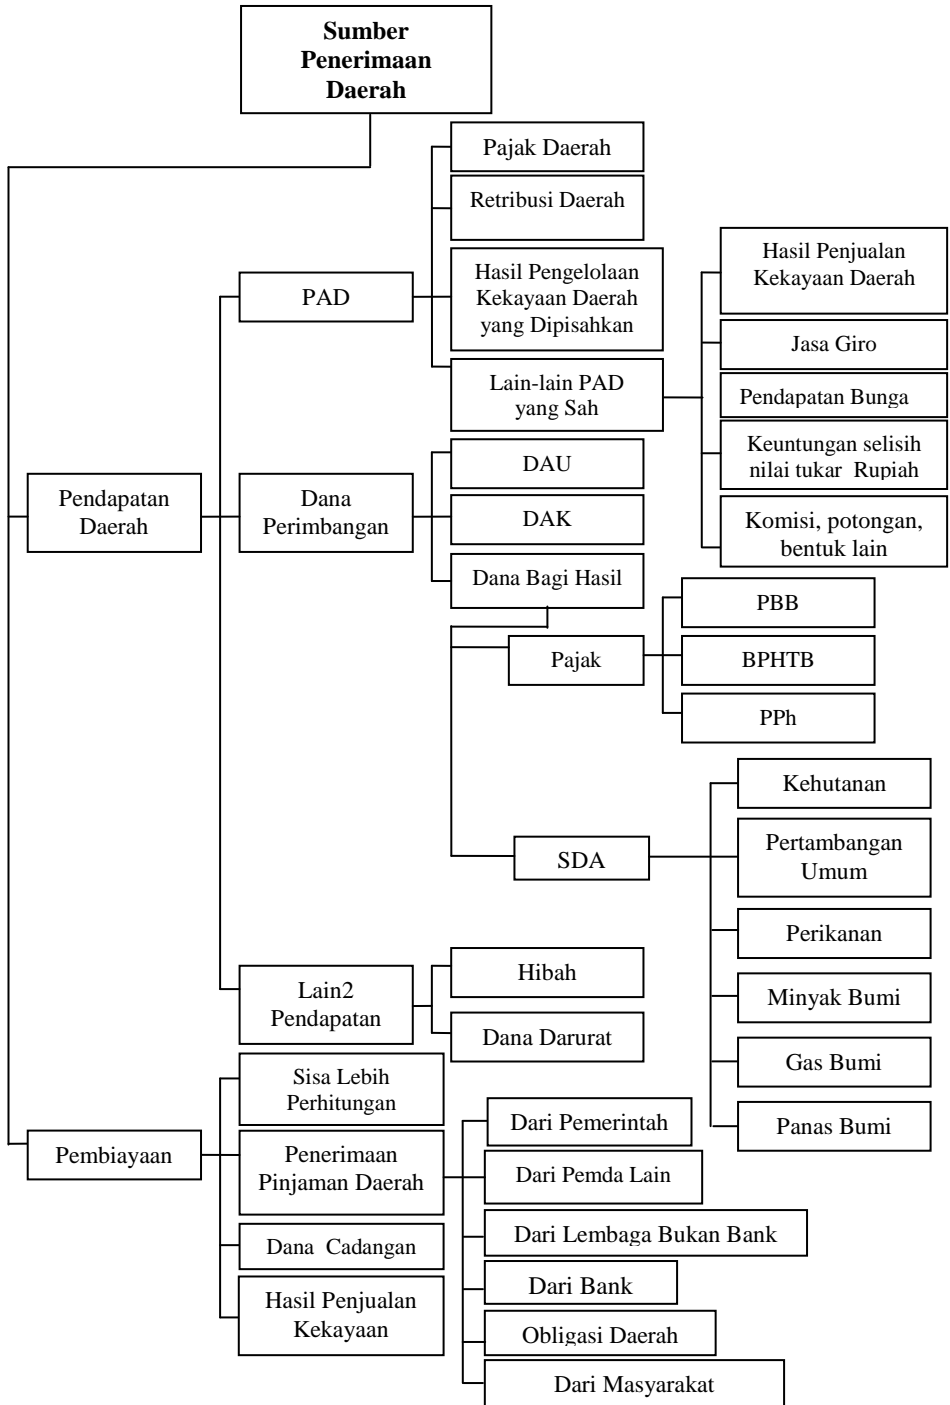 Sumber
Penerimaan
Daerah
Pajak Daerah
Retribusi Daerah
Hasil Pengelolaan
Kekayaan Daerah
yang Dipisahkan
Lain-lain PAD
yang Sah
PAD
Hasil Penjualan
Kekayaan Daerah
Jasa Giro
Pendapatan Bunga
Keuntungan selisih
nilai tukar Rupiah
Komisi, potongan,
bentuk lain
Pendapatan
Daerah
Dana
Perimbangan
DAU
DAK
Dana Bagi Hasil
Pajak
PBB
BPHTB
PPh
SDA
Kehutanan
Pertambangan
Umum
Perikanan
Minyak Bumi
Gas Bumi
Panas Bumi
Lain2
Pendapatan
Hibah
Dana Darurat
Pembiayaan
Sisa Lebih
Perhitungan
Penerimaan
Pinjaman Daerah
Dana Cadangan
Hasil Penjualan
Kekayaan
Dari Pemerintah
Dari Pemda Lain
Dari Lembaga Bukan Bank
Dari Bank
Obligasi Daerah
Dari Masyarakat